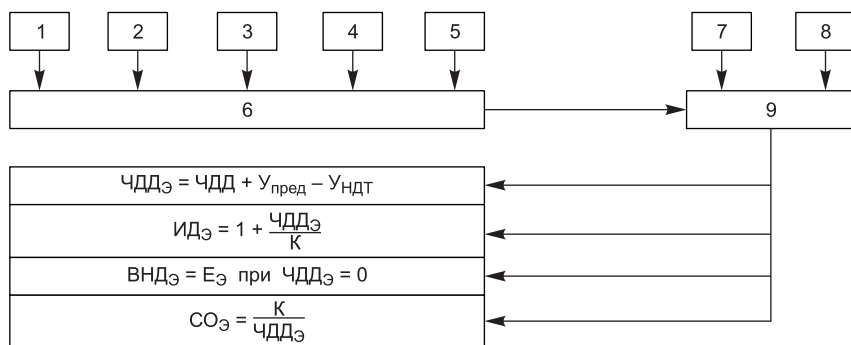 1 2 3 4 5 7 8
6 9
ЧДДЭ = ЧДД + Упред – УНДТ
ИДЭ = 1 + ЧДДЭ / К
ВНДЭ = ЕЭ при ЧДДЭ = 0
СОЭ = К / ЧДДЭ